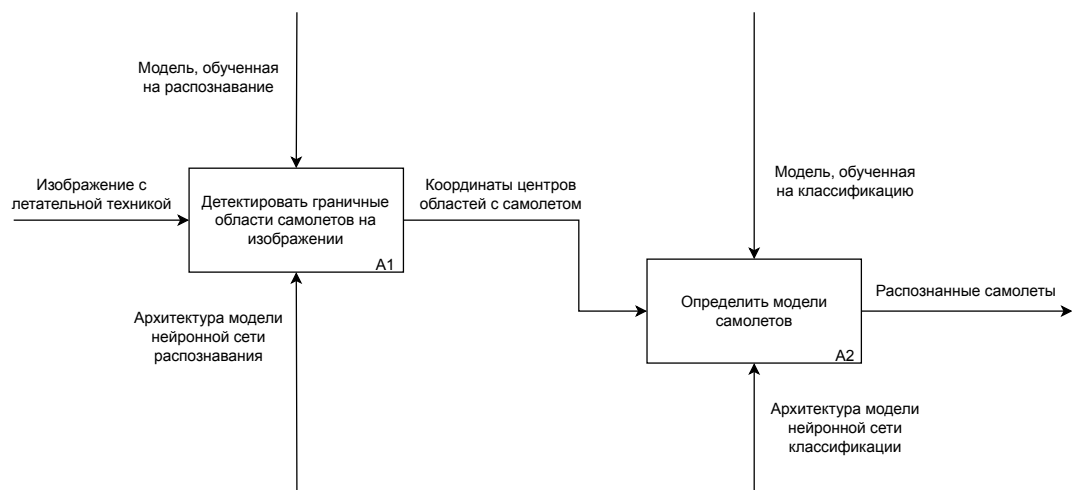 Модель, обученная
на распознавание
Изображение с
летательной техникой
Детектировать граничные
области самолетов на
изображении
A1
Координаты центров
областей с самолетом
Модель, обученная
на классификацию
Архитектура модели
нейронной сети
распознавания
Определить модели
самолетов
A2
Распознанные самолеты
Архитектура модели
нейронной сети
классификации